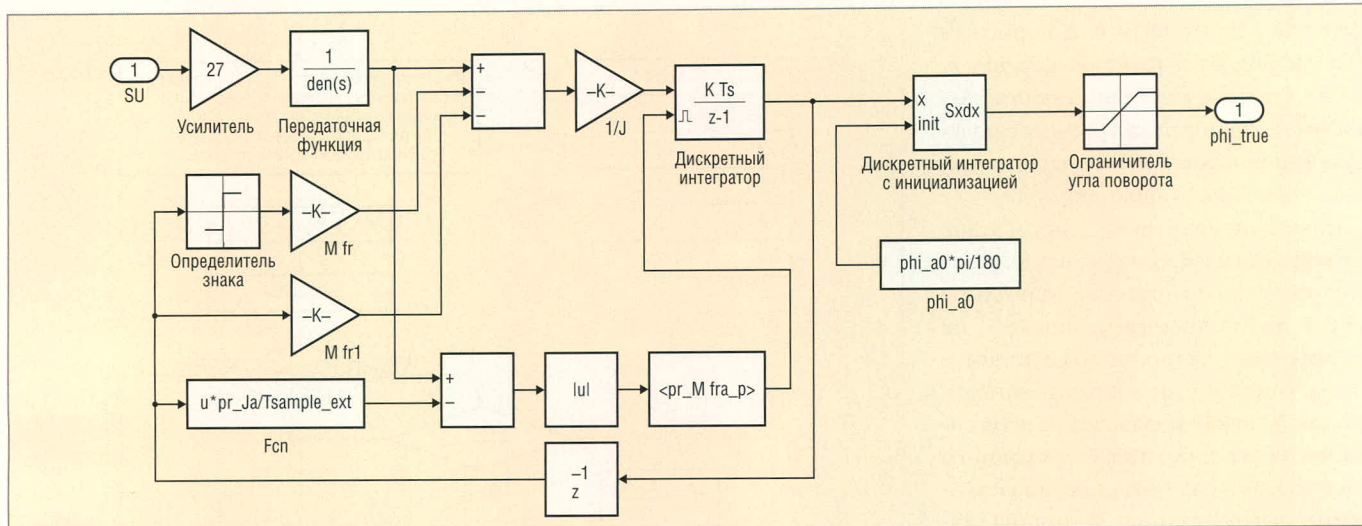 1
SU
27
Усилитель
1
den(s)
Передаточная
функция
+
−
−
–K–
1/J
K Ts
z-1
Дискретный
интегратор
x
init
Sxdx
Дискретный интегратор
с инициализацией
Ограничитель
угла поворота
1
phi_true
Определитель
знака
–K–
M fr
phi_a0*pi/180
phi_a0
–K–
M fr1
u*pr_Ja/Tsample_ext
Fcn
+
−
lul
<pr_M fra_p>
–1
z